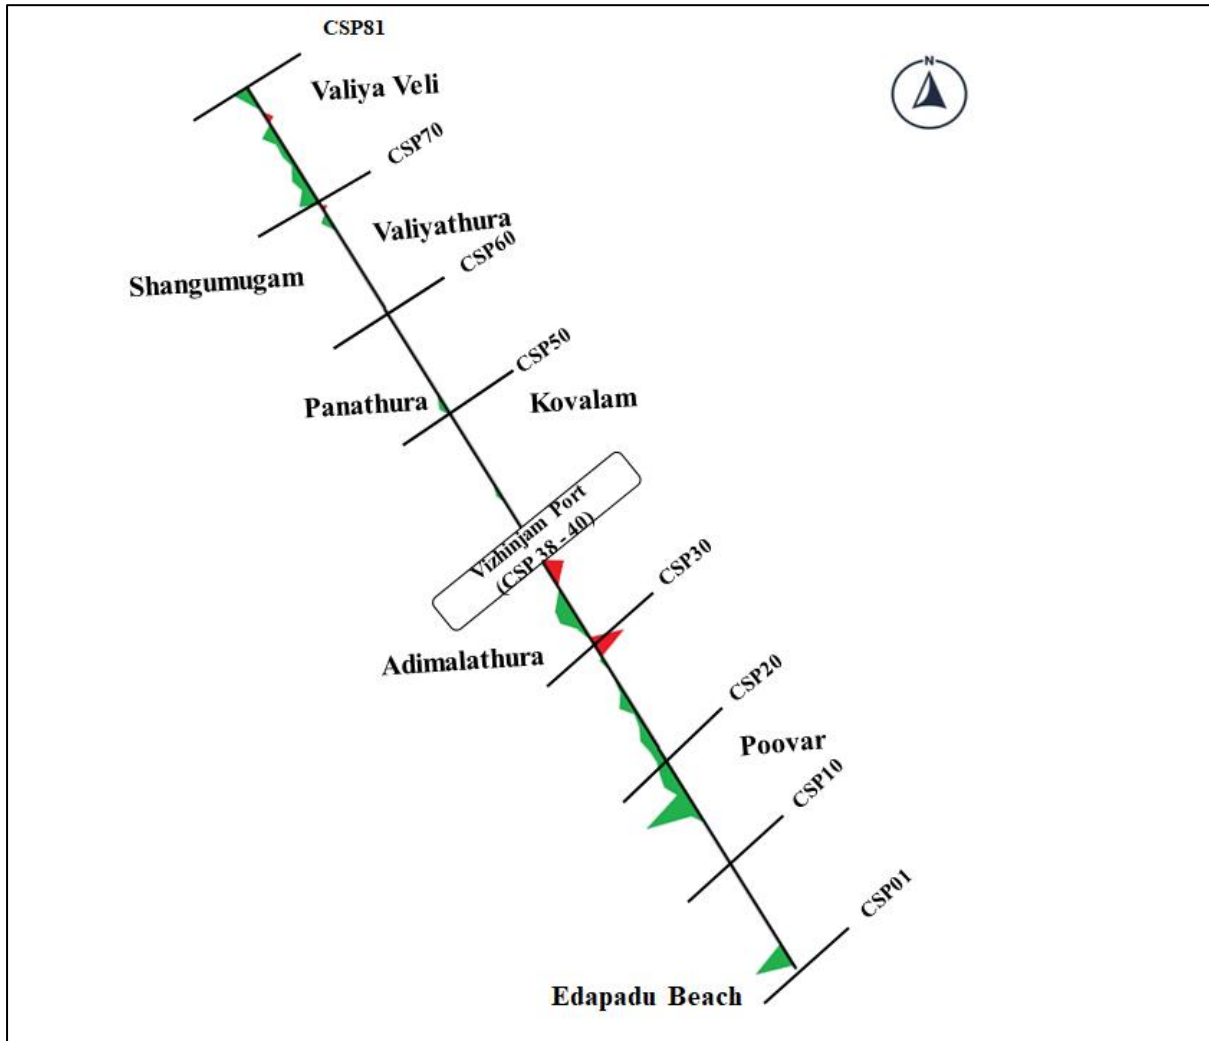 CSP81
N
Valiya Veli
CSP70
Valiyathura
CSP60
Shangumugam
CSP50
Panathura
Kovalam
Vizhinjam Port
(CSP 38 - 40)
CSP30
Adimalathura
CSP20
Poovar
CSP10
CSP01
Edapadu Beach